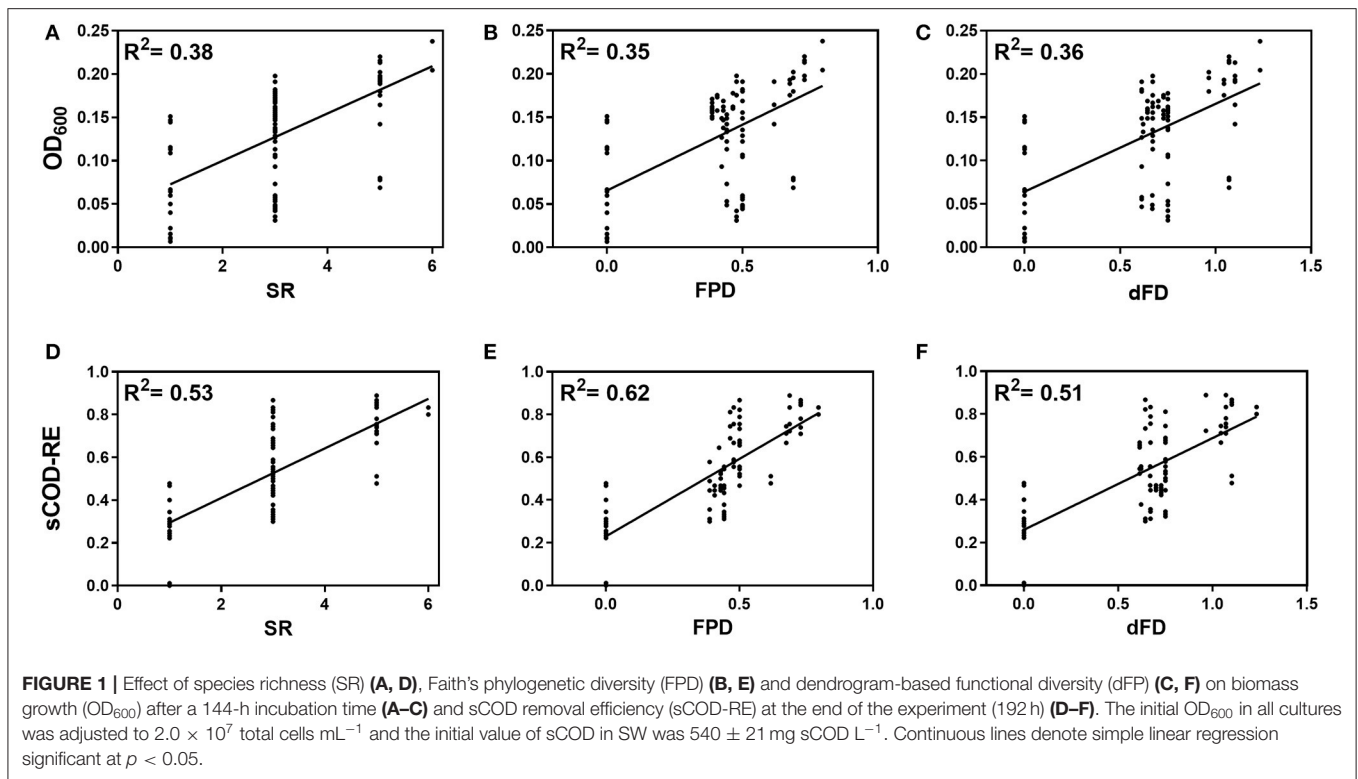 A
R²= 0.38
OD₆₀₀
0.25
0.20
0.15
0.10
0.05
0.00
0 2 4 6
SR
B
R²= 0.35
0.25
0.20
0.15
0.10
0.05
0.00
0.0 0.5 1.0
FPD
C
R²= 0.36
0.25
0.20
0.15
0.10
0.05
0.00
0.0 0.5 1.0 1.5
dFD
D
R²= 0.53
sCOD-RE
1.0
0.8
0.6
0.4
0.2
0.0
0 2 4 6
SR
E
R²= 0.62
1.0
0.8
0.6
0.4
0.2
0.0
0.0 0.5 1.0
FPD
F
R²= 0.51
1.0
0.8
0.6
0.4
0.2
0.0
0.0 0.5 1.0 1.5
dFD
FIGURE 1 | Effect of species richness (SR) (A, D), Faith's phylogenetic diversity (FPD) (B, E) and dendrogram-based functional diversity (dFP) (C, F) on biomass
growth (OD₆₀₀) after a 144-h incubation time (A–C) and sCOD removal efficiency (sCOD-RE) at the end of the experiment (192 h) (D–F). The initial OD₆₀₀ in all cultures
was adjusted to 2.0 × 10⁷ total cells mL⁻¹ and the initial value of sCOD in SW was 540 ± 21 mg sCOD L⁻¹. Continuous lines denote simple linear regression
significant at p < 0.05.